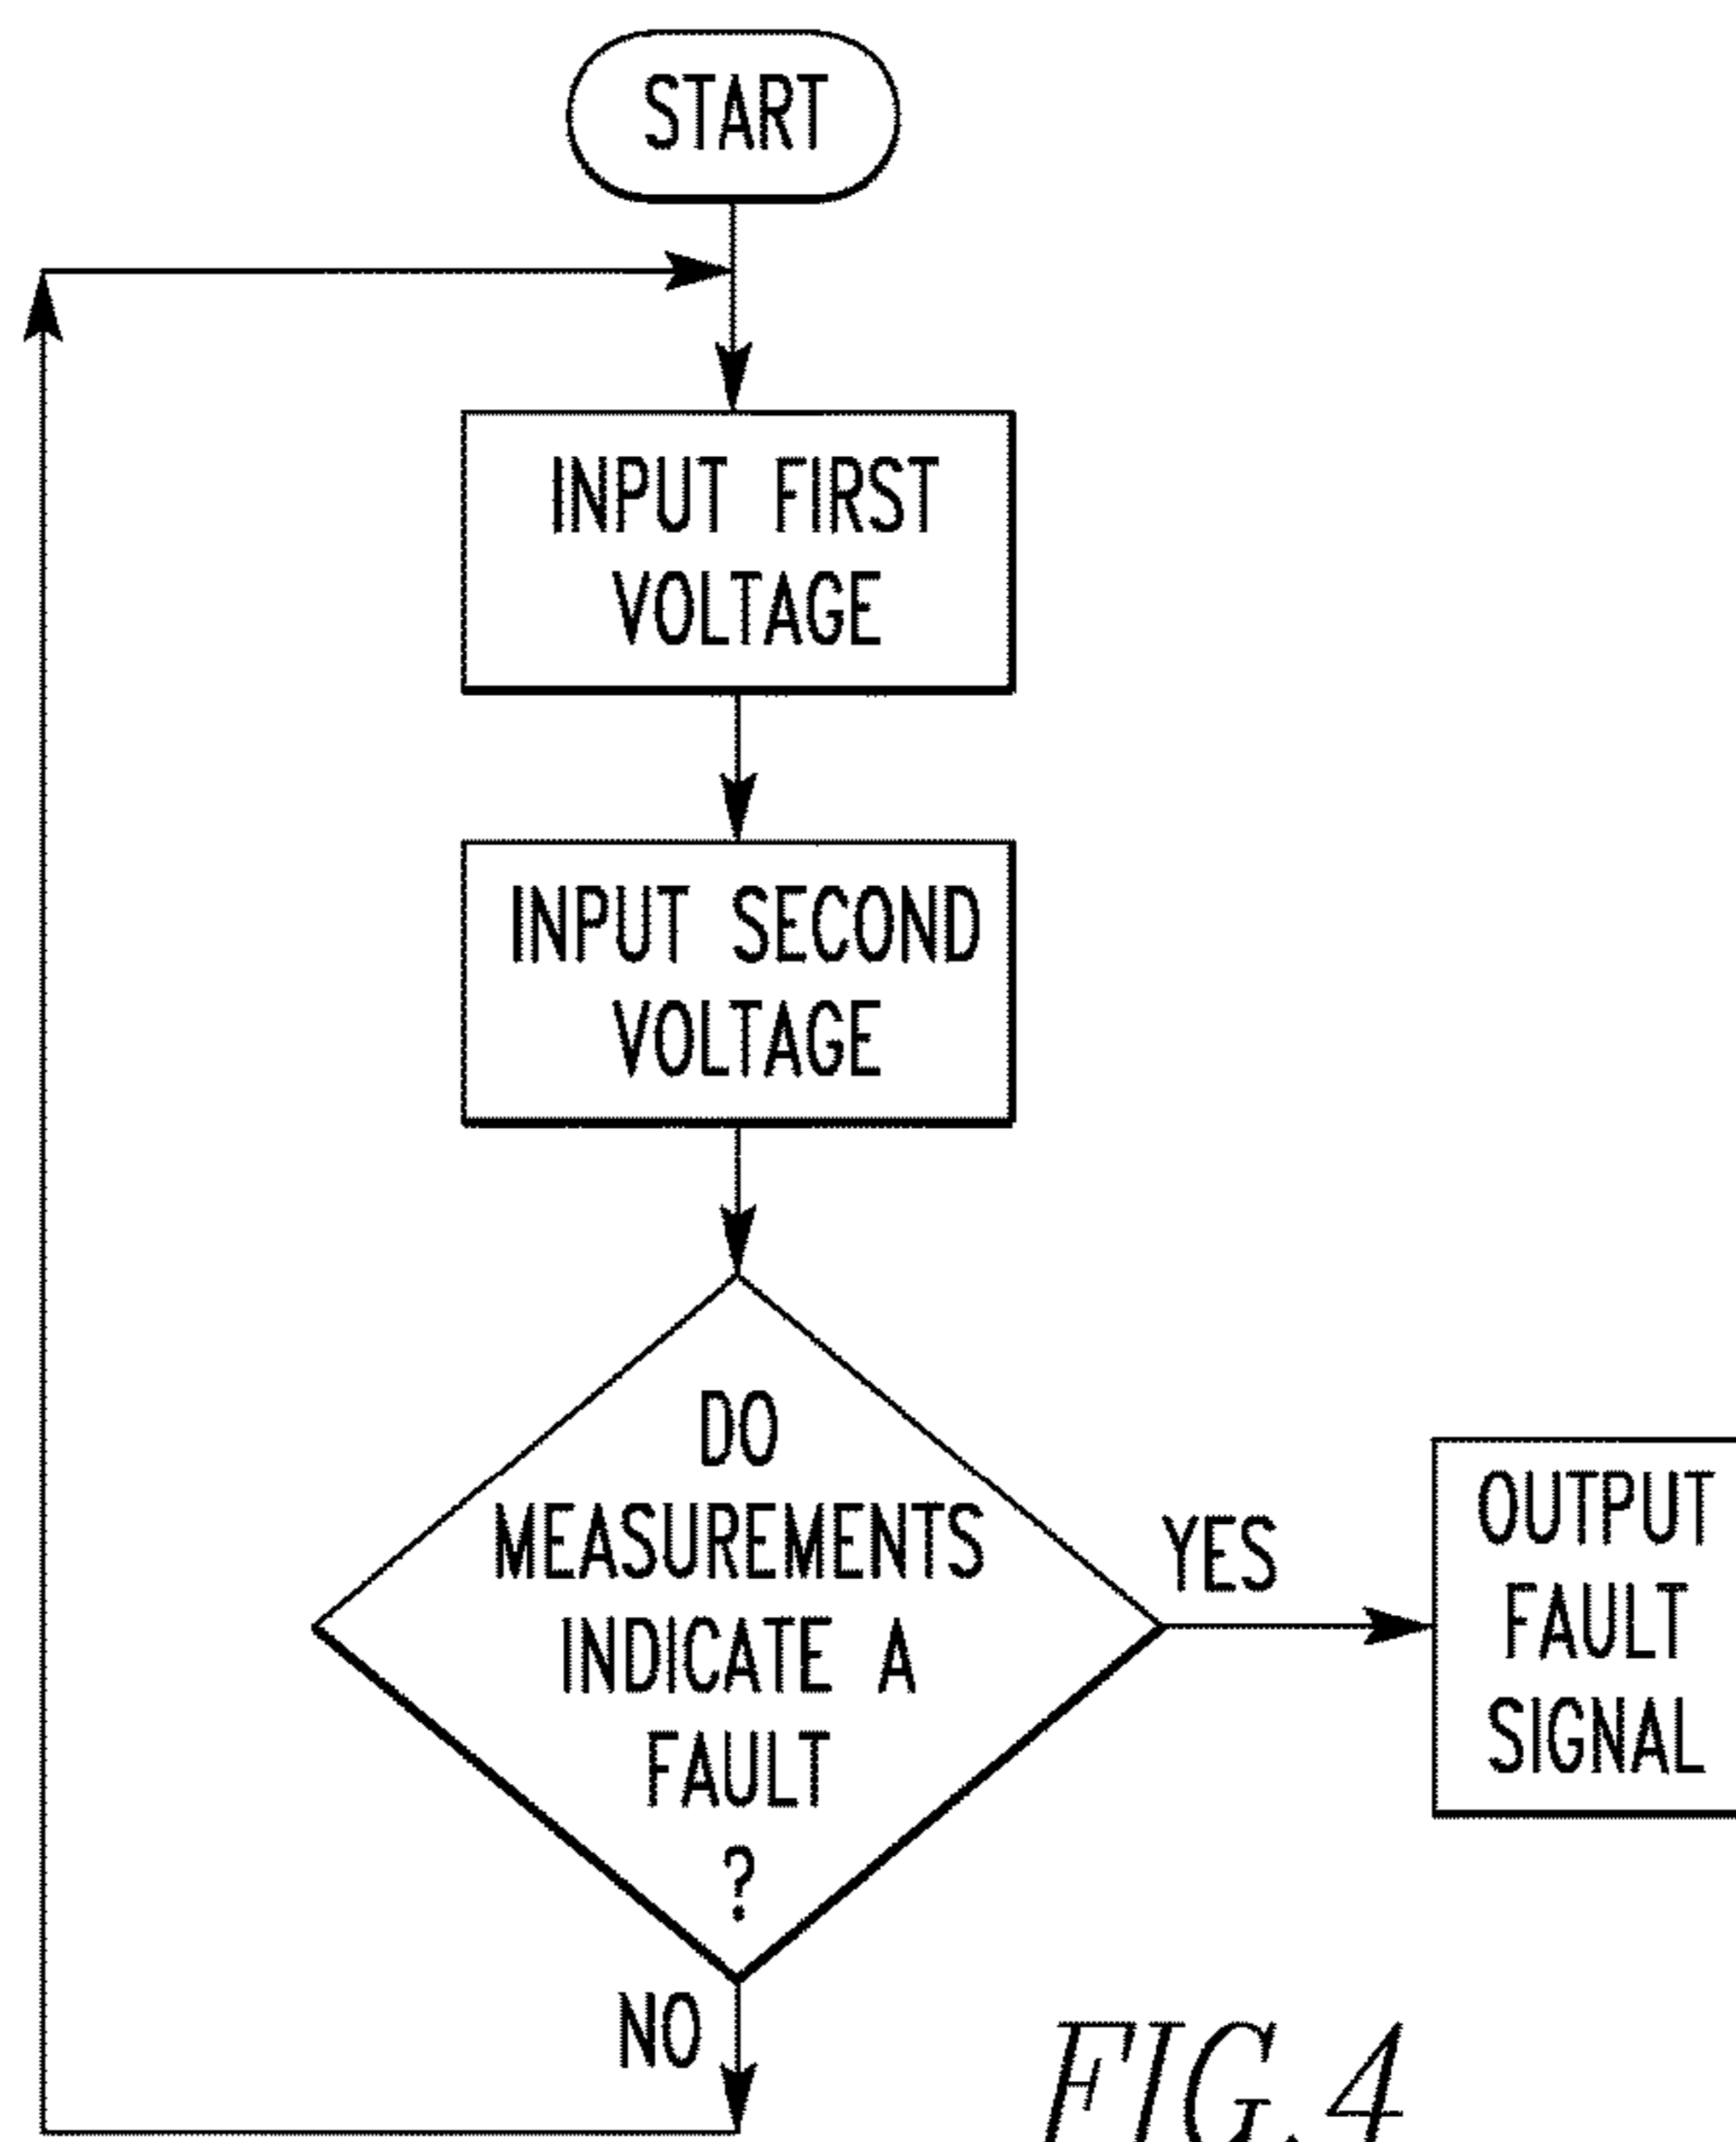 START
INPUT FIRST
VOLTAGE
INPUT SECOND
VOLTAGE
DO
MEASUREMENTS
INDICATE A
FAULT
?
YES
OUTPUT
FAULT
SIGNAL
NO
FIG.4